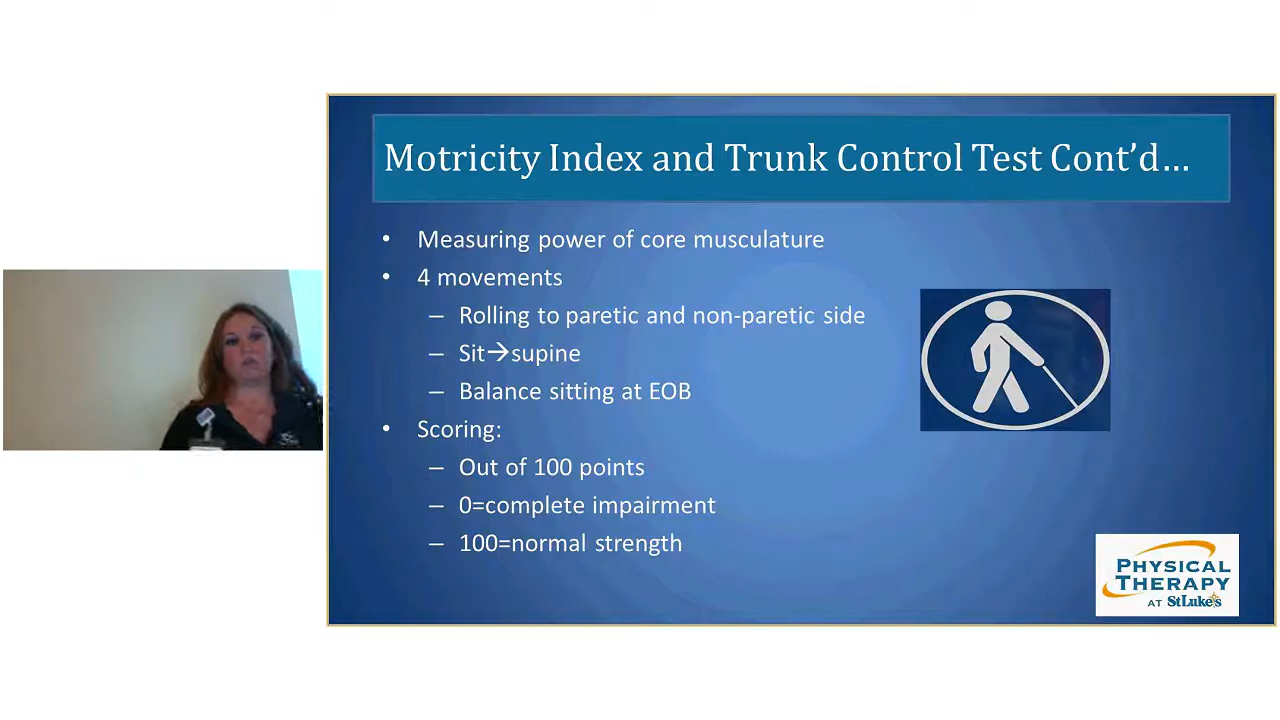 Motricity Index and Trunk Control Test Cont’d…
• Measuring power of core musculature
• 4 movements
– Rolling to paretic and non-paretic side
– Sit→supine
– Balance sitting at EOB
• Scoring:
– Out of 100 points
– 0=complete impairment
– 100=normal strength
PHYSICAL
THERAPY
AT StLuke's